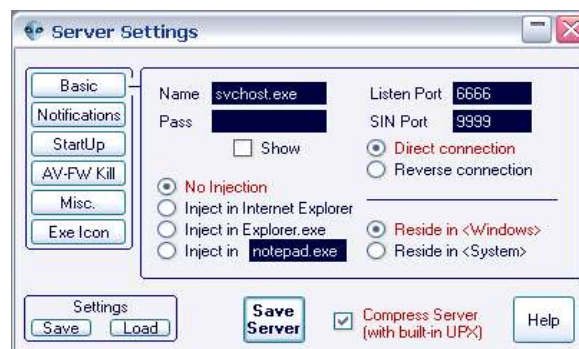 Server Settings
Basic
Notifications
StartUp
AV-FW Kill
Misc.
Exe Icon
Name svchost.exe
Pass
Show
No Injection
Inject in Internet Explorer
Inject in Explorer.exe
Inject in notepad.exe
Listen Port 6666
SIN Port 9999
Direct connection
Reverse connection
Reside in <Windows>
Reside in <System>
Settings
Save Load
Save
Server
Compress Server
(with built-in UPX)
Help